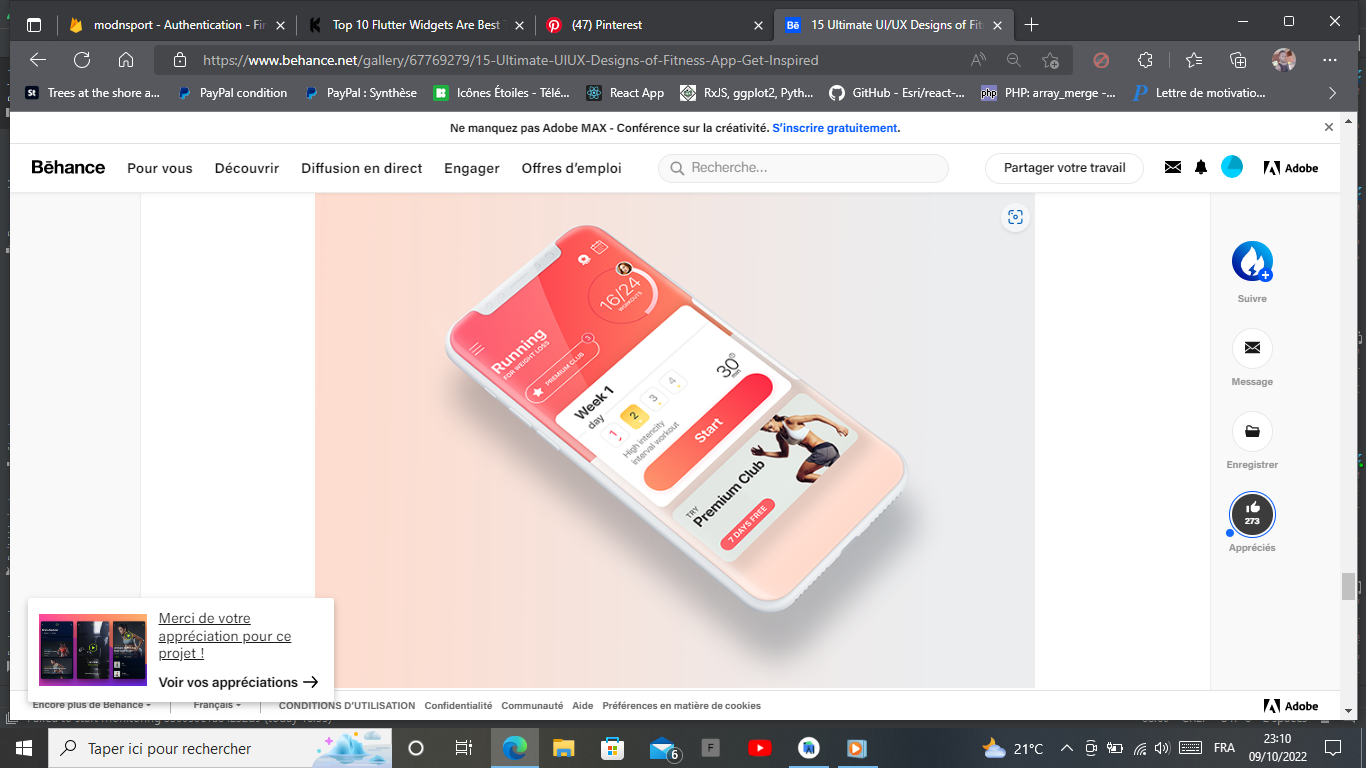 modnsport - Authentication - Fir
Top 10 Flutter Widgets Are Best
(47) Pinterest
Bē
15 Ultimate UI/UX Designs of Fit
https://www.behance.net/gallery/67769279/15-Ultimate-UIUX-Designs-of-Fitness-App-Get-Inspired
St Trees at the shore a...
PayPal condition
PayPal : Synthèse
Icônes Étoiles - Télé...
React App
RxJS, ggplot2, Pyth...
GitHub - Esri/react-...
php PHP: array_merge -...
Lettre de motivatio...
Ne manquez pas Adobe MAX - Conférence sur la créativité. S'inscrire gratuitement.
Bēhance
Pour vous
Découvrir
Diffusion en direct
Engager
Offres d'emploi
Recherche...
Partager votre travail
Adobe
16/24
WORKOUTS
Running
FOR WEIGHT LOSS
PREMIUM CLUB
3
Week 1
day
1 2 3 4
30 min
High intencity
interval workout
Start
TRY
Premium Club
7 DAYS FREE
Suivre
Message
Enregistrer
273
Appréciés
Merci de votre
appréciation pour ce
projet !
Voir vos appréciations
Encore plus de Behance
Français
CONDITIONS D'UTILISATION
Confidentialité
Communauté
Aide
Préférences en matière de cookies
Adobe
Taper ici pour rechercher
6
F
21°C
FRA
23:10
09/10/2022